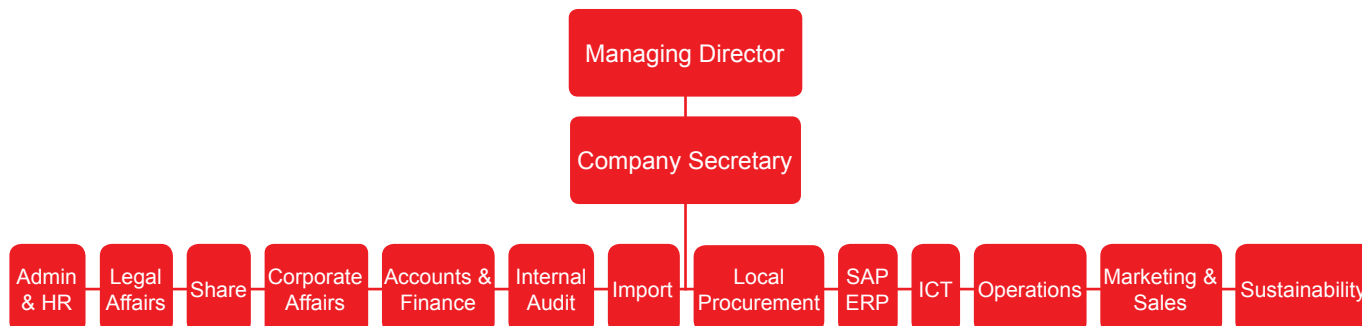 Managing Director
Company Secretary
Admin
& HR
Legal
Affairs
Share
Corporate
Affairs
Accounts &
Finance
Internal
Audit
Import
Local
Procurement
SAP
ERP
ICT
Operations
Marketing &
Sales
Sustainability